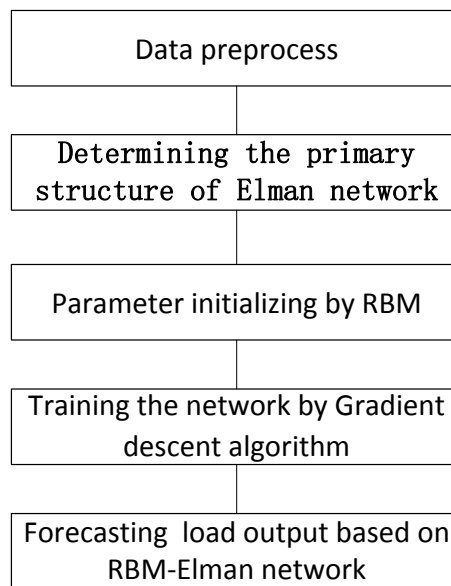 Data preprocess
Determining the primary
structure of Elman network
Parameter initializing by RBM
Training the network by Gradient
descent algorithm
Forecasting load output based on
RBM-Elman network